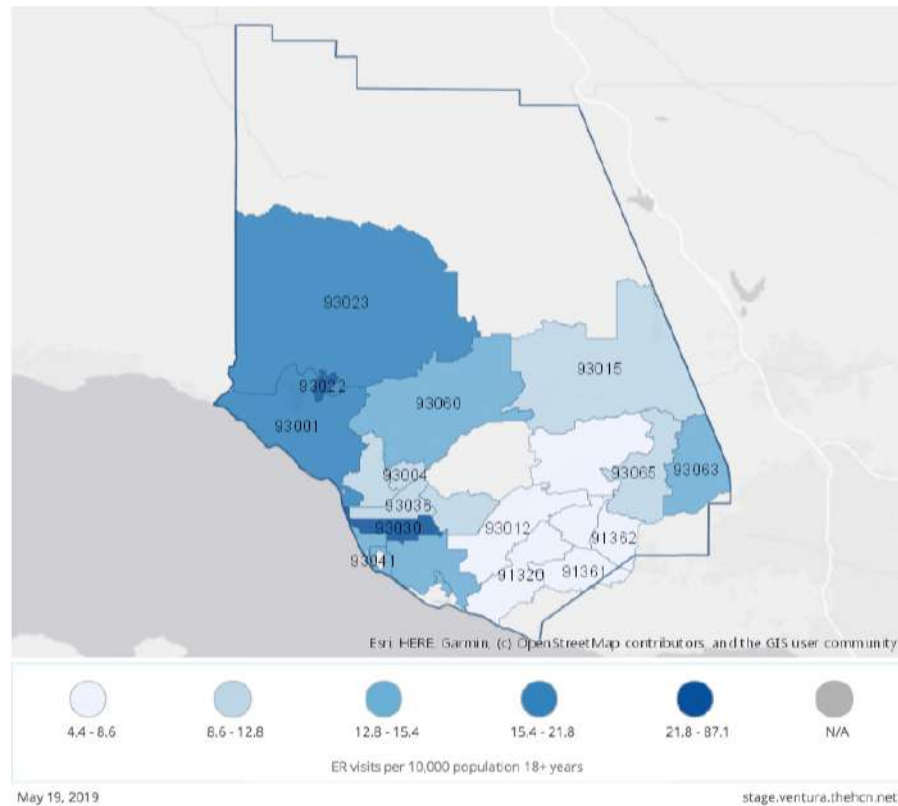 93023
93022
93001
93060
93015
93004
93065
93063
93036
93030
93012
91362
93041
91320
91361
Esri, HERE, Garmin, (c) OpenStreetMap contributors, and the GIS user community
4.4 - 8.6
8.6 - 12.8
12.8 - 15.4
15.4 - 21.8
21.8 - 87.1
N/A
ER visits per 10,000 population 18+ years
May 19, 2019
stage.ventura.thehcn.net